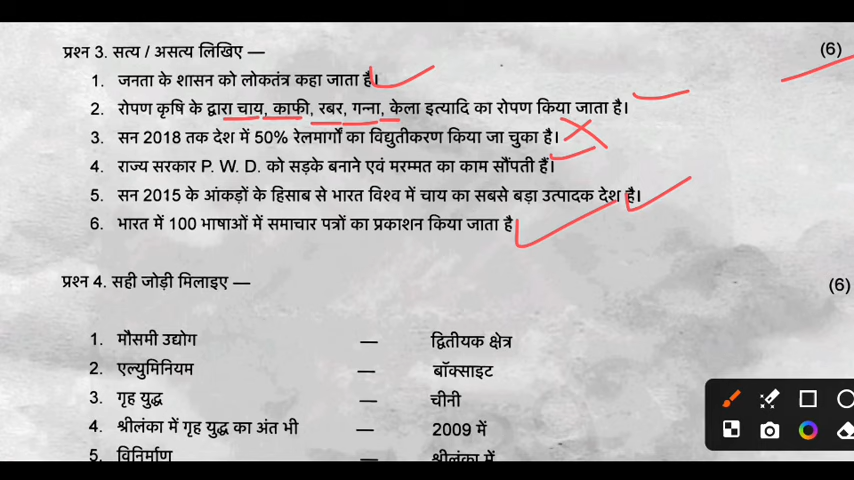 प्रश्न 3. सत्य / असत्य लिखिए — (6)
1. जनता के शासन को लोकतंत्र कहा जाता है।
2. रोपण कृषि के द्वारा चाय, काफी, रबर, गन्ना, केला इत्यादि का रोपण किया जाता है।
3. सन 2018 तक देश में 50% रेलमार्गों का विद्युतीकरण किया जा चुका है।
4. राज्य सरकार P. W. D. को सड़के बनाने एवं मरम्मत का काम सौंपती हैं।
5. सन 2015 के आंकड़ों के हिसाब से भारत विश्व में चाय का सबसे बड़ा उत्पादक देश है।
6. भारत में 100 भाषाओं में समाचार पत्रों का प्रकाशन किया जाता है
प्रश्न 4. सही जोड़ी मिलाइए — (6)
1. मौसमी उद्योग — द्वितीयक क्षेत्र
2. एल्युमिनियम — बॉक्साइट
3. गृह युद्ध — चीनी
4. श्रीलंका में गृह युद्ध का अंत भी — 2009 में
5. विनिर्माण — श्रीलंका में